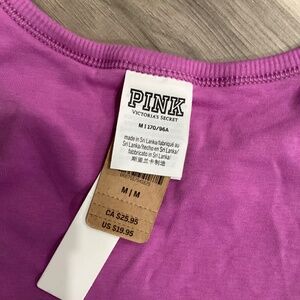 PINK
VICTORIA'S SECRET
M | 170/96A
made in Sri Lanka/fabriqué au
Sri Lanka/hecho en Sri Lanka/
fabbricato in Sri Lanka/
斯里兰卡制造
M | M
CA $25.95
US $19.95